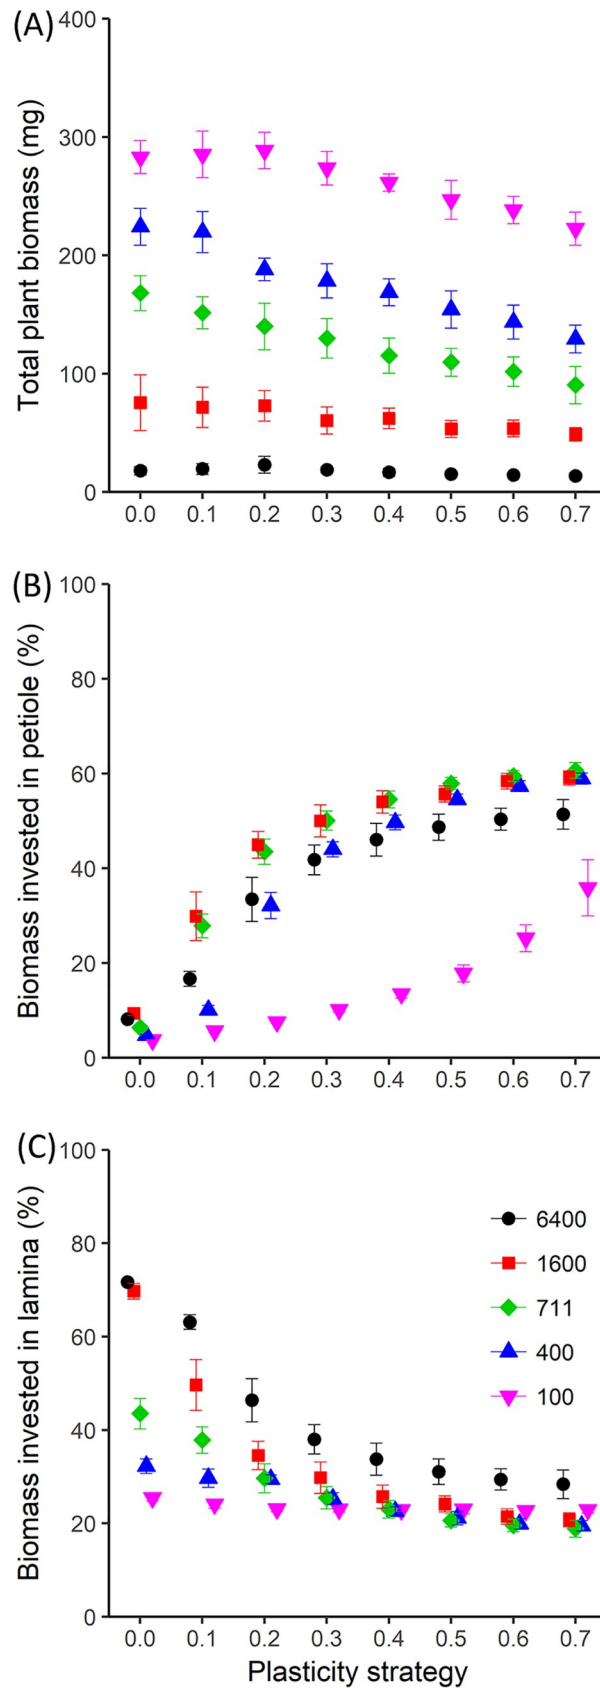 (A)
Total plant biomass (mg)
400
300
200
100
0
0.0 0.1 0.2 0.3 0.4 0.5 0.6 0.7
(B)
Biomass invested in petiole (%)
100
80
60
40
20
0
0.0 0.1 0.2 0.3 0.4 0.5 0.6 0.7
(C)
Biomass invested in lamina (%)
100
80
60
40
20
0
6400
1600
711
400
100
0.0 0.1 0.2 0.3 0.4 0.5 0.6 0.7
Plasticity strategy